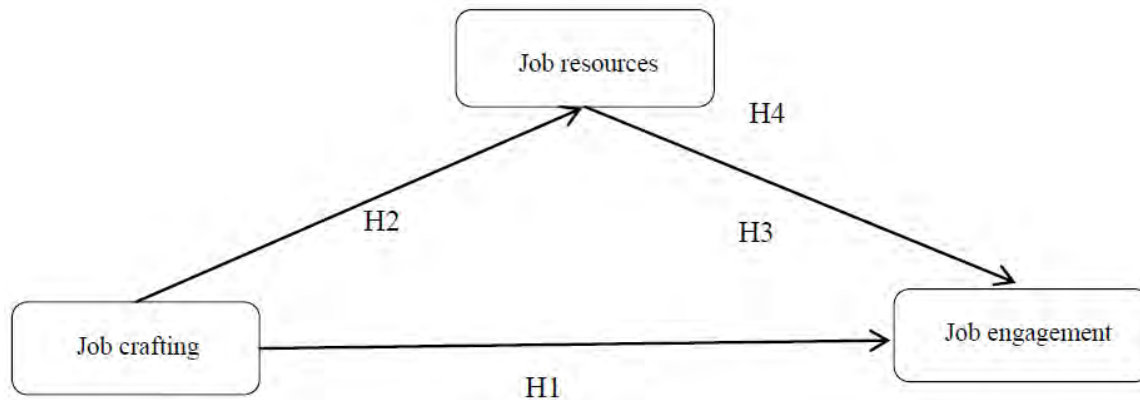 Job resources
H4
H2
H3
Job crafting
Job engagement
H1